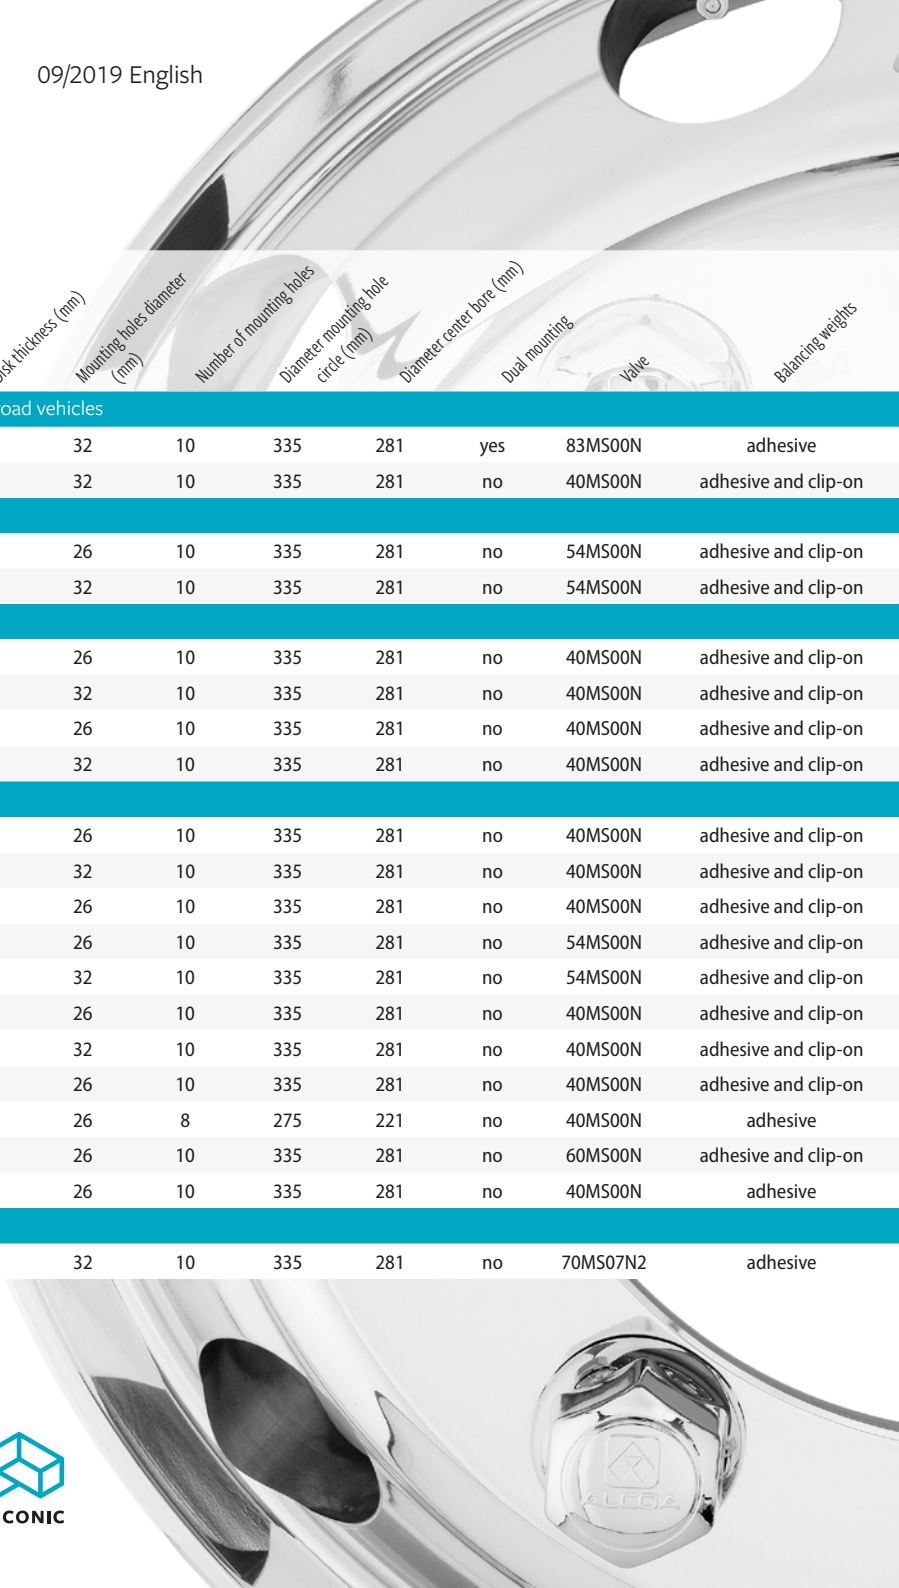 09/2019 English
Disk thickness (mm)
Mounting holes diameter
(mm)
Number of mounting holes
Diameter mounting hole
circle (mm)
Diameter center bore (mm)
Dual mounting
Valve
Balancing weights
road vehicles
32 10 335 281 yes 83MS00N adhesive
32 10 335 281 no 40MS00N adhesive and clip-on
26 10 335 281 no 54MS00N adhesive and clip-on
32 10 335 281 no 54MS00N adhesive and clip-on
26 10 335 281 no 40MS00N adhesive and clip-on
32 10 335 281 no 40MS00N adhesive and clip-on
26 10 335 281 no 40MS00N adhesive and clip-on
32 10 335 281 no 40MS00N adhesive and clip-on
26 10 335 281 no 40MS00N adhesive and clip-on
32 10 335 281 no 40MS00N adhesive and clip-on
26 10 335 281 no 40MS00N adhesive and clip-on
26 10 335 281 no 54MS00N adhesive and clip-on
32 10 335 281 no 54MS00N adhesive and clip-on
26 10 335 281 no 40MS00N adhesive and clip-on
32 10 335 281 no 40MS00N adhesive and clip-on
26 10 335 281 no 40MS00N adhesive and clip-on
26 8 275 221 no 40MS00N adhesive
26 10 335 281 no 60MS00N adhesive and clip-on
26 10 335 281 no 40MS00N adhesive
32 10 335 281 no 70MS07N2 adhesive
ALCOA
CONIC